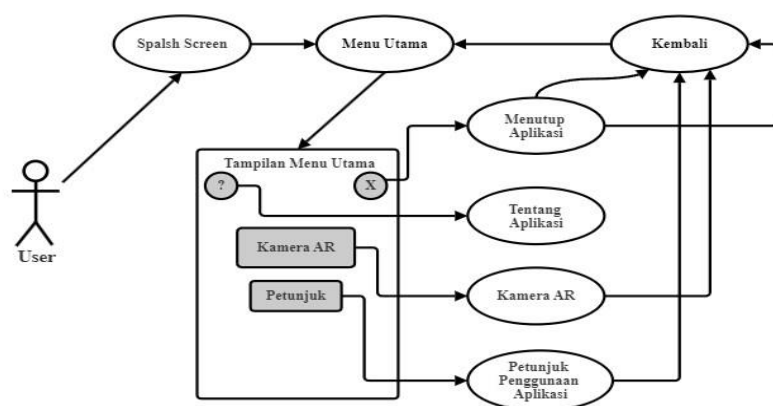 Spalsh Screen
Menu Utama
Kembali
Menutup
Aplikasi
Tampilan Menu Utama
?
X
Tentang
Aplikasi
User
Kamera AR
Kamera AR
Petunjuk
Petunjuk
Penggunaan
Aplikasi